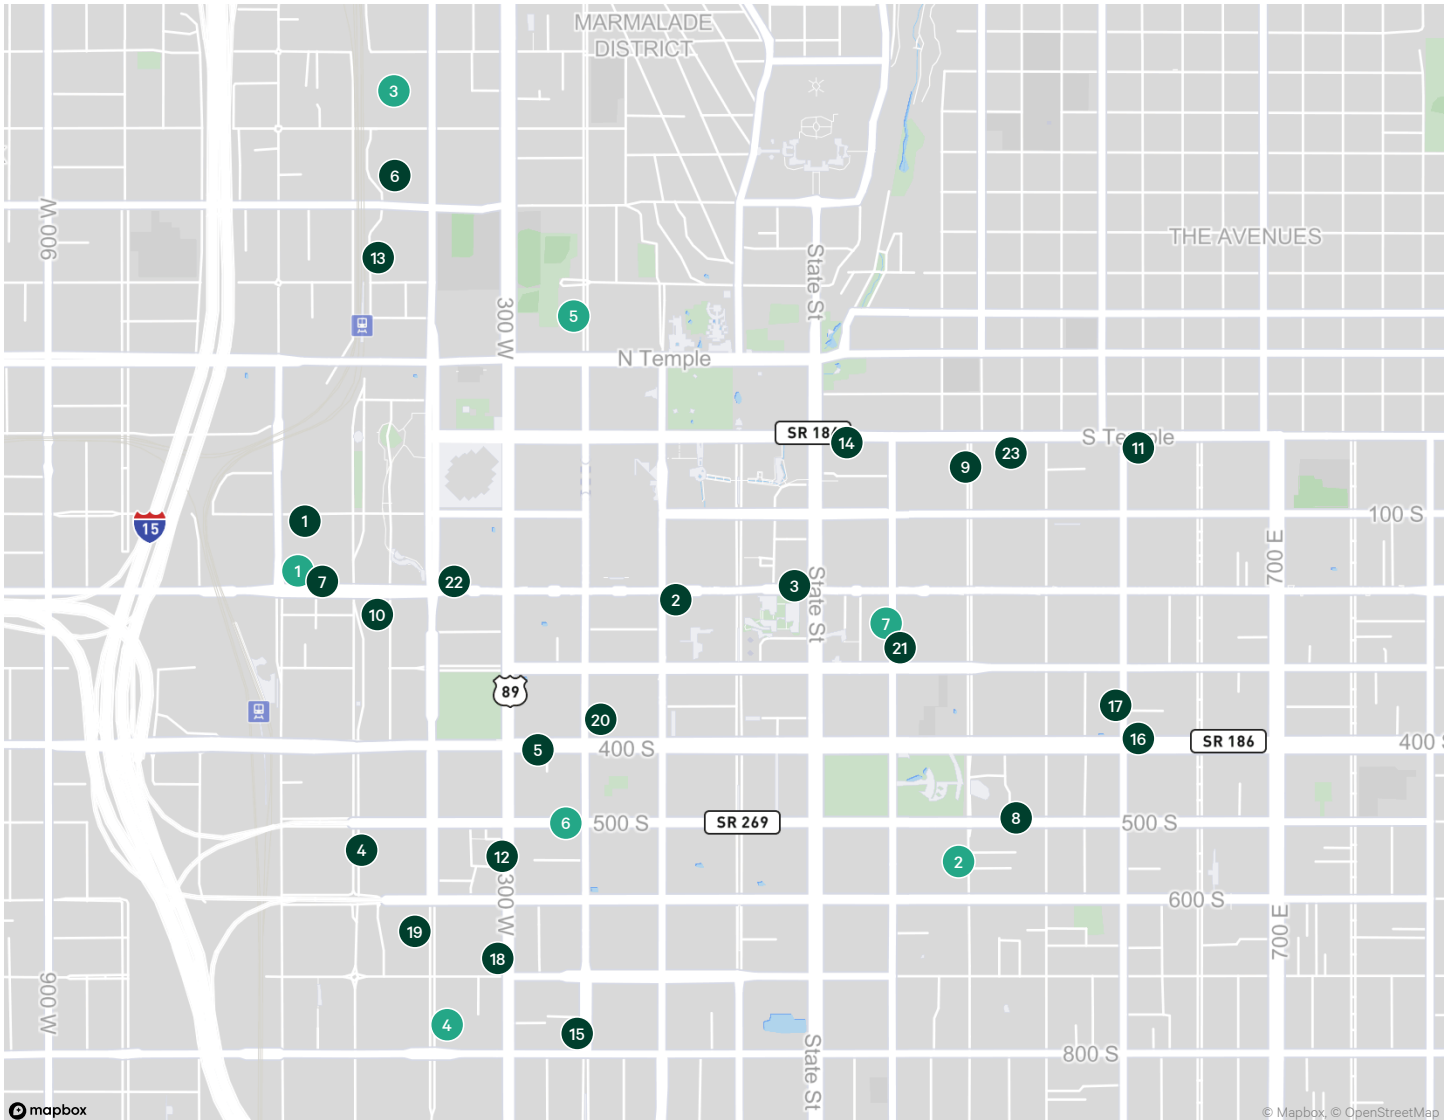 MARMALADE
DISTRICT
3
6
900 W
THE AVENUES
13
State St
300 W
5
N Temple
SR 186
14
S Temple
11
23
9
1
15
100 S
700 E
1
7
22
3
2
10
State St
7
21
89
17
20
16
SR 186
5
400 S
400 S
6
500 S
SR 269
8
500 S
4
12
2
300 W
600 S
19
700 E
18
900 W
4
15
State St
800 S
mapbox
© Mapbox, © OpenStreetMap